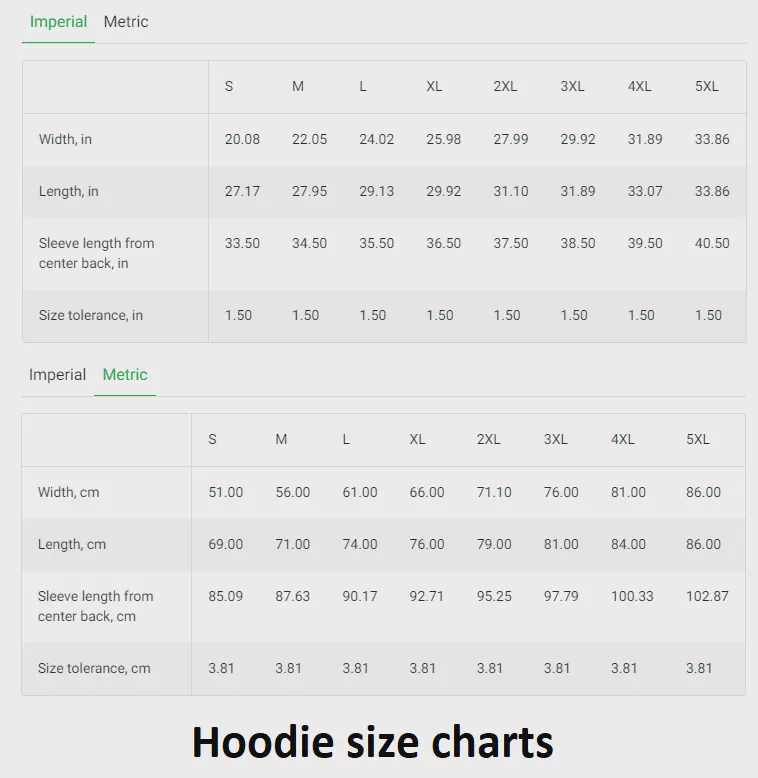 Imperial Metric
S M L XL 2XL 3XL 4XL 5XL
Width, in 20.08 22.05 24.02 25.98 27.99 29.92 31.89 33.86
Length, in 27.17 27.95 29.13 29.92 31.10 31.89 33.07 33.86
Sleeve length from
center back, in 33.50 34.50 35.50 36.50 37.50 38.50 39.50 40.50
Size tolerance, in 1.50 1.50 1.50 1.50 1.50 1.50 1.50 1.50
Imperial Metric
S M L XL 2XL 3XL 4XL 5XL
Width, cm 51.00 56.00 61.00 66.00 71.10 76.00 81.00 86.00
Length, cm 69.00 71.00 74.00 76.00 79.00 81.00 84.00 86.00
Sleeve length from
center back, cm 85.09 87.63 90.17 92.71 95.25 97.79 100.33 102.87
Size tolerance, cm 3.81 3.81 3.81 3.81 3.81 3.81 3.81 3.81
Hoodie size charts